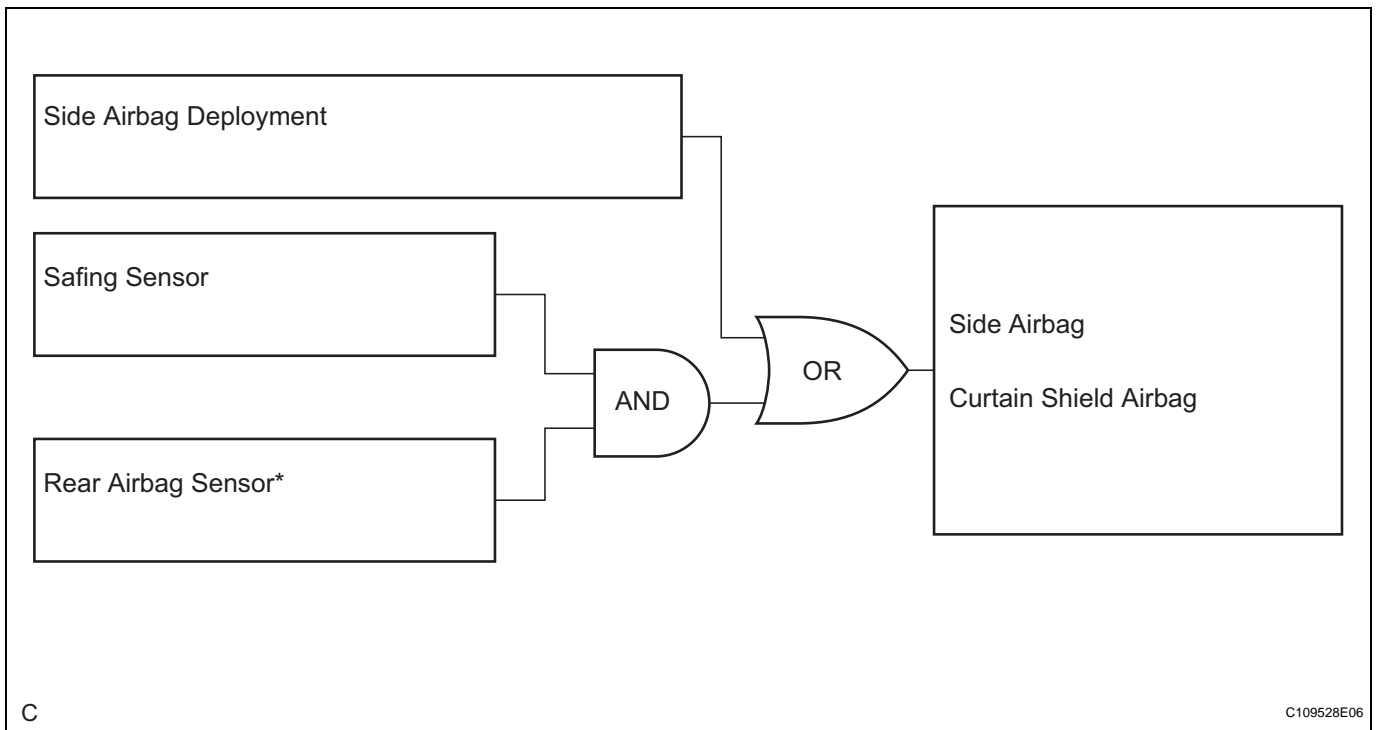 Side Airbag Deployment
Safing Sensor
Rear Airbag Sensor*
AND
OR
Side Airbag
Curtain Shield Airbag
C
C109528E06